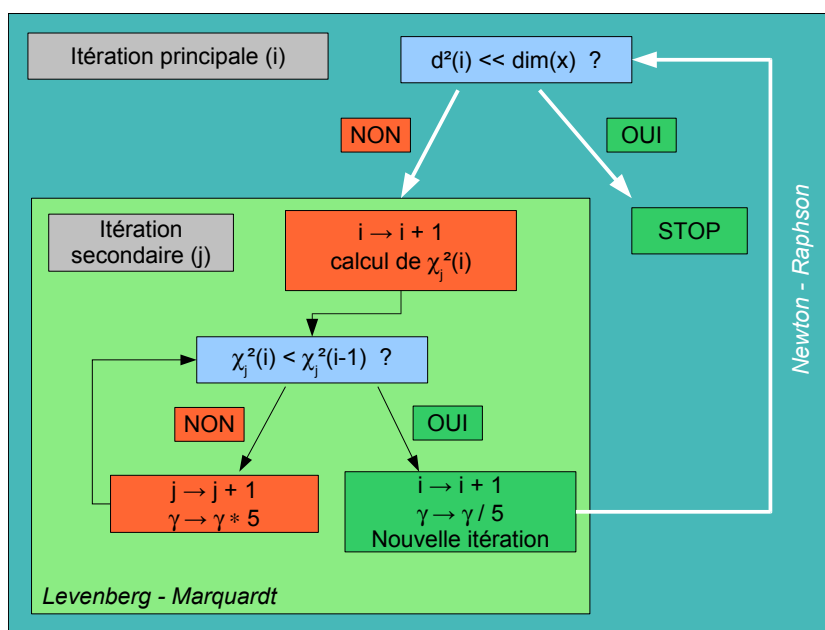 Itération principale (i)
d²(i) << dim(x) ?
NON
OUI
Itération
secondaire (j)
i → i + 1
calcul de χⱼ²(i)
STOP
Newton - Raphson
χⱼ²(i) < χⱼ²(i-1) ?
NON
OUI
j → j + 1
γ → γ * 5
i → i + 1
γ → γ / 5
Nouvelle itération
Levenberg - Marquardt